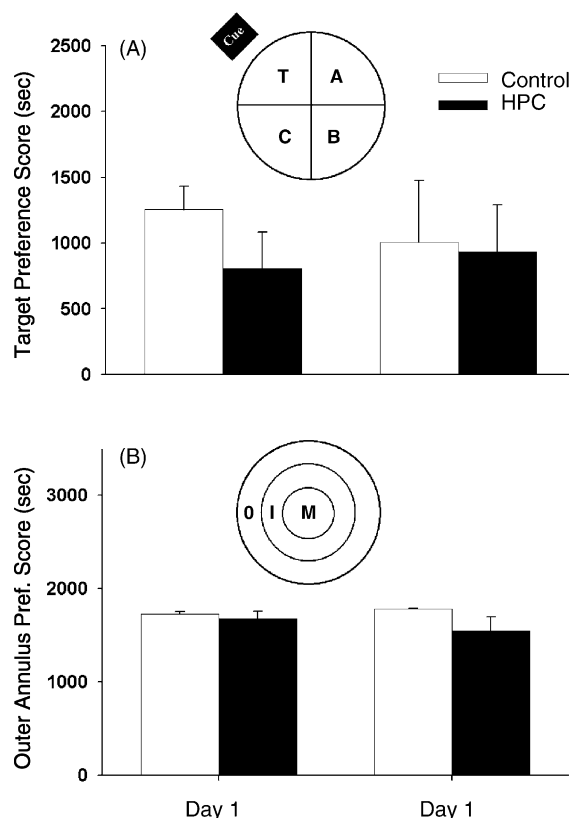 (A)
Cue
T A
C B
Control
HPC
Target Preference Score (sec)
2500
2000
1500
1000
500
0
(B)
0 I M
Outer Annulus Pref. Score (sec)
3000
2000
1000
0
Day 1 Day 1